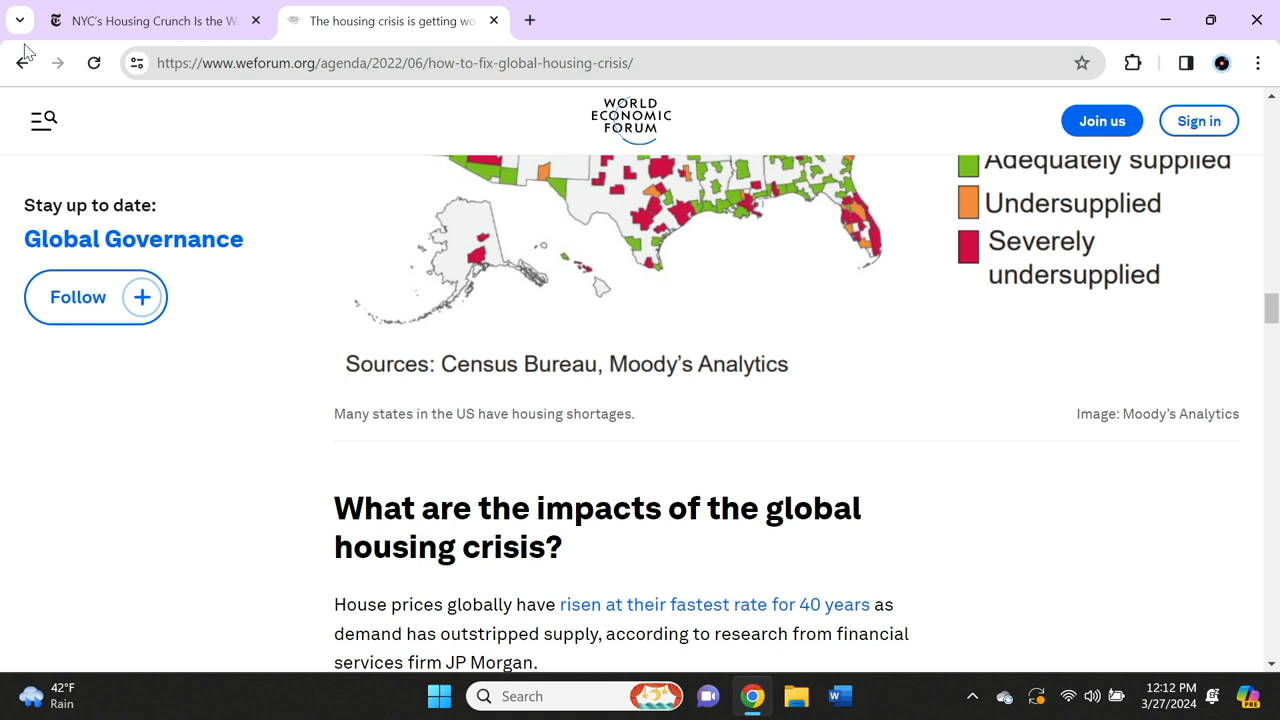 NYC's Housing Crunch Is the W
The housing crisis is getting wo
https://www.weforum.org/agenda/2022/06/how-to-fix-global-housing-crisis/
WORLD
ECONOMIC
FORUM
Join us
Sign in
Stay up to date:
Global Governance
Follow
Adequately supplied
Undersupplied
Severely
undersupplied
Sources: Census Bureau, Moody's Analytics
Many states in the US have housing shortages.
Image: Moody's Analytics
What are the impacts of the global
housing crisis?
House prices globally have risen at their fastest rate for 40 years as
demand has outstripped supply, according to research from financial
services firm JP Morgan.
42°F
Rain
Search
12:12 PM
3/27/2024
PRE